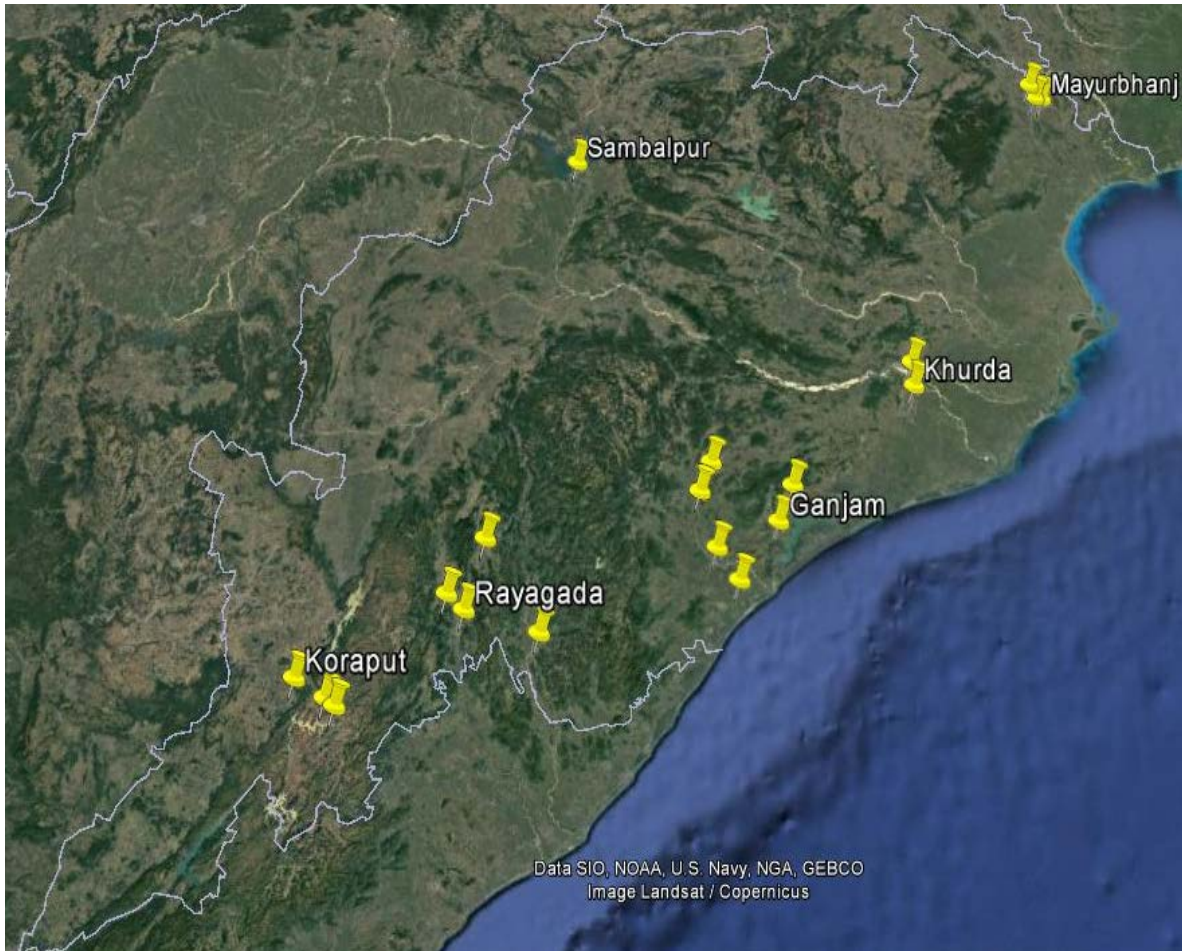 Mayurbhanj
Sambalpur
Khurda
Ganjam
Rayagada
Koraput
Data SIO, NOAA, U.S. Navy, NGA, GEBCO
Image Landsat / Copernicus